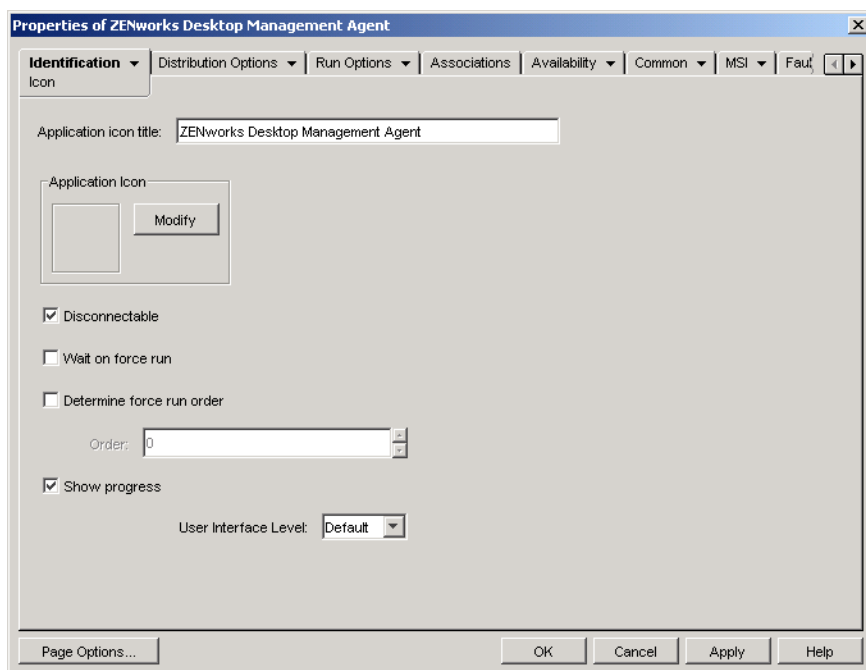 Properties of ZENworks Desktop Management Agent
Identification Distribution Options Run Options Associations Availability Common MSI
Icon
Application icon title: ZENworks Desktop Management Agent
Application Icon
Modify
Disconnectable
Wait on force run
Determine force run order
Order: 0
Show progress
User Interface Level: Default
Page Options... OK Cancel Apply Help